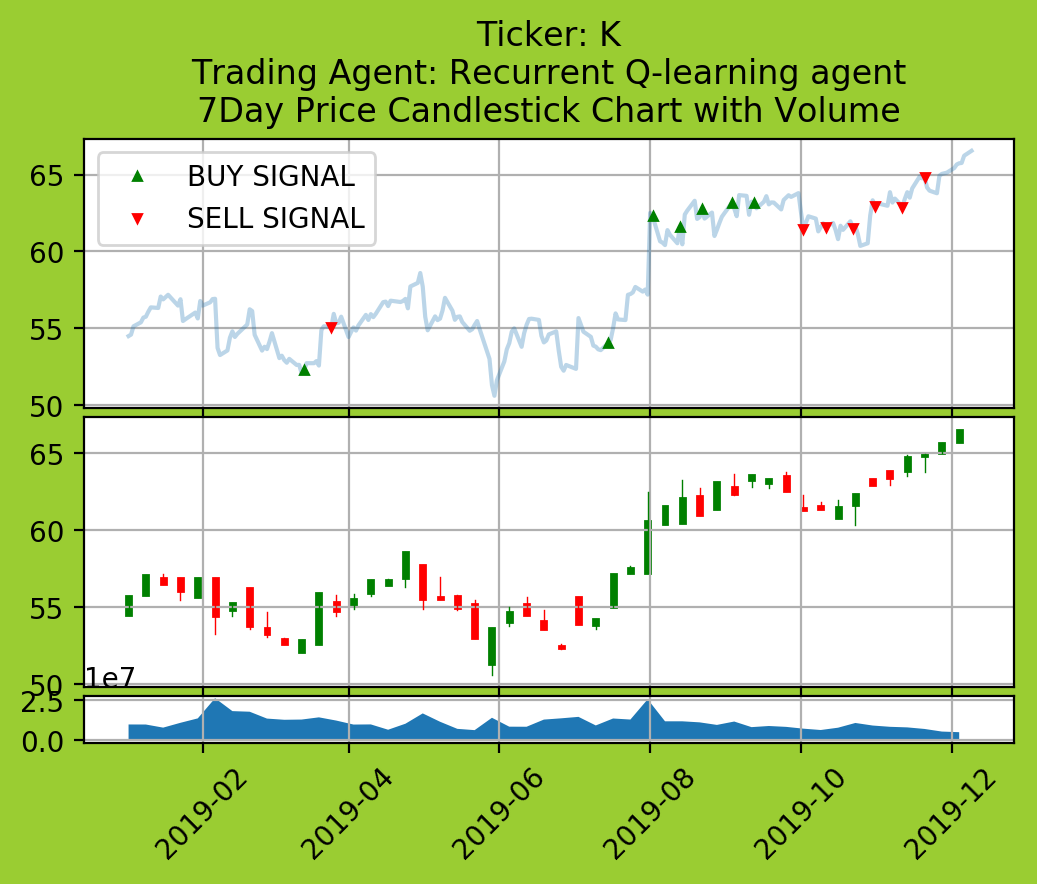 Ticker: K
Trading Agent: Recurrent Q-learning agent
7Day Price Candlestick Chart with Volume
BUY SIGNAL
SELL SIGNAL
65
60
55
50
65
60
55
50
1e7
2.5
0.0
2019-02
2019-04
2019-06
2019-08
2019-10
2019-12